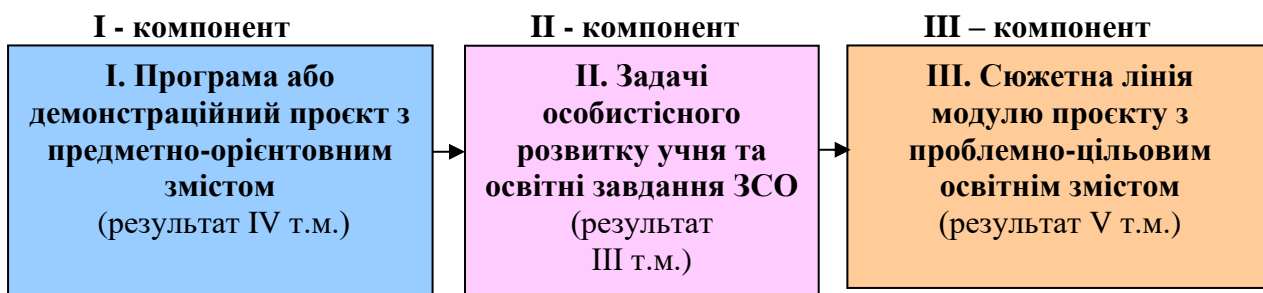 I - компонент
II - компонент
III – компонент
I. Програма або
демонстраційний проєкт з
предметно-орієнтовним
змістом
(результат IV т.м.)
II. Задачі
особистісного
розвитку учня та
освітні завдання ЗСО
(результат
III т.м.)
III. Сюжетна лінія
модулю проєкту з
проблемно-цільовим
освітнім змістом
(результат V т.м.)